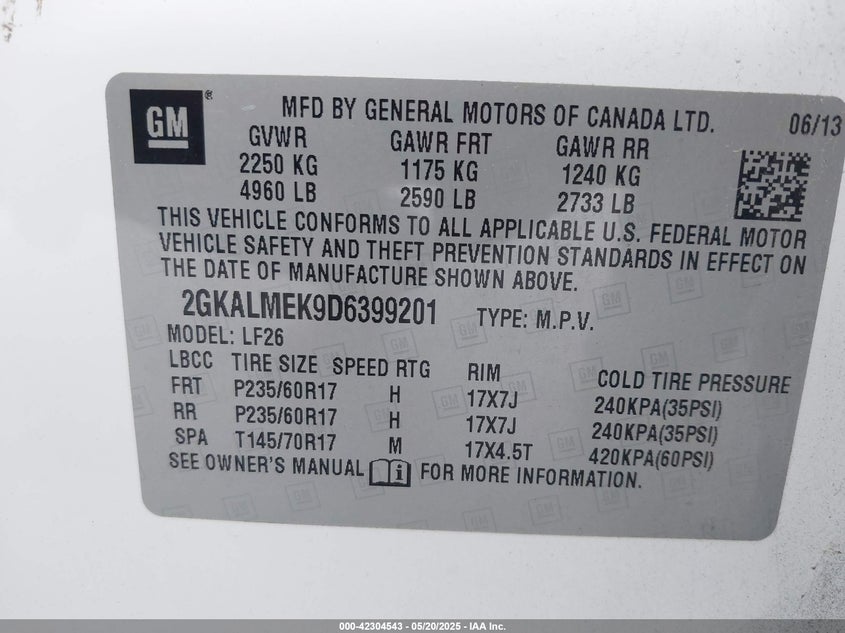 GM® MFD BY GENERAL MOTORS OF CANADA LTD. 06/13
GVWR GAWR FRT GAWR RR
2250 KG 1175 KG 1240 KG
4960 LB 2590 LB 2733 LB
THIS VEHICLE CONFORMS TO ALL APPLICABLE U.S. FEDERAL MOTOR
VEHICLE SAFETY AND THEFT PREVENTION STANDARDS IN EFFECT ON
THE DATE OF MANUFACTURE SHOWN ABOVE.
2GKALMEK9D6399201 TYPE: M.P.V.
MODEL: LF26
LBCC TIRE SIZE SPEED RTG RIM COLD TIRE PRESSURE
FRT P235/60R17 H 17X7J 240KPA(35PSI)
RR P235/60R17 H 17X7J 240KPA(35PSI)
SPA T145/70R17 M 17X4.5T 420KPA(60PSI)
SEE OWNER'S MANUAL FOR MORE INFORMATION.
000-42304543 - 05/20/2025 - IAA Inc.